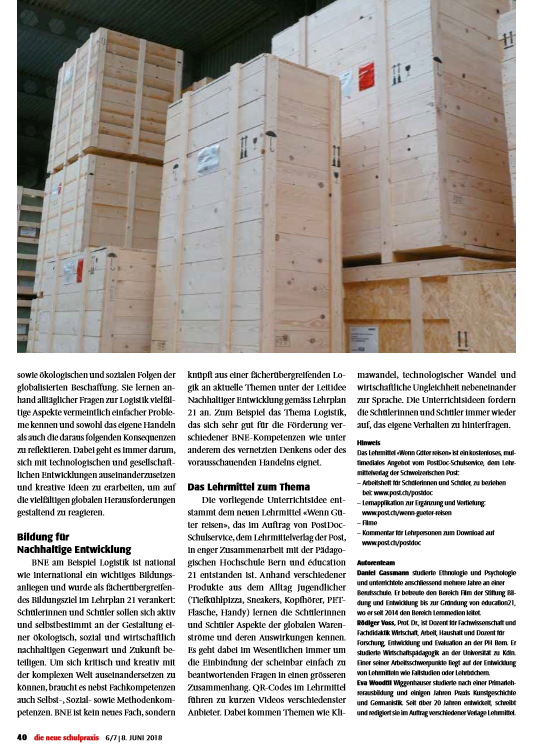 sowie ökologischen und sozialen Folgen der
globalisierten Beschaffung. Sie lernen an-
hand alltäglicher Fragen zur Logistik vielfäl-
tige Aspekte vermeintlich einfacher Proble-
me kennen und sowohl das eigene Handeln
als auch die daraus folgenden Konsequenzen
zu reflektieren. Dabei geht es immer darum,
sich mit technologischen und gesellschaft-
lichen Entwicklungen auseinanderzusetzen
und kreative Ideen zu erarbeiten, um auf
die vielfältigen globalen Herausforderungen
gestaltend zu reagieren.
Bildung für
Nachhaltige Entwicklung
BNE am Beispiel Logistik ist national
wie international ein wichtiges Bildungs-
anliegen und wurde als fächerübergreifen-
des Bildungsziel im Lehrplan 21 verankert:
Schülerinnen und Schüler sollen sich aktiv
und selbstbestimmt an der Gestaltung ei-
ner ökologisch, sozial und wirtschaftlich
nachhaltigen Gegenwart und Zukunft be-
teiligen. Um sich kritisch und kreativ mit
der komplexen Welt auseinandersetzen zu
können, braucht es nebst Fachkompetenzen
auch Selbst-, Sozial- sowie Methodenkom-
petenzen. BNE ist kein neues Fach, sondern
knüpft aus einer fächerübergreifenden Lo-
gik an aktuelle Themen unter der Leitidee
Nachhaltiger Entwicklung gemäss Lehrplan
21 an. Zum Beispiel das Thema Logistik,
das sich sehr gut für die Förderung ver-
schiedener BNE-Kompetenzen wie unter
anderem des vernetzten Denkens oder des
vorausschauenden Handelns eignet.
Das Lehrmittel zum Thema
Die vorliegende Unterrichtsidee ent-
stammt dem neuen Lehrmittel «Wenn Gü-
ter reisen», das im Auftrag von PostDoc-
Schulservice, dem Lehrmittelverlag der Post,
in enger Zusammenarbeit mit der Pädago-
gischen Hochschule Bern und éducation
21 entstanden ist. Anhand verschiedener
Produkte aus dem Alltag Jugendlicher
(Tiefkühlpizza, Sneakers, Kopfhörer, PET-
Flasche, Handy) lernen die Schülerinnen
und Schüler Aspekte der globalen Waren-
ströme und deren Auswirkungen kennen.
Es geht dabei im Wesentlichen immer um
die Einbindung der scheinbar einfach zu
beantwortenden Fragen in einen grösseren
Zusammenhang. QR-Codes im Lehrmittel
führen zu kurzen Videos verschiedenster
Anbieter. Dabei kommen Themen wie Kli-
mawandel, technologischer Wandel und
wirtschaftliche Ungleichheit nebeneinander
zur Sprache. Die Unterrichtsideen fordern
die Schülerinnen und Schüler immer wieder
auf, das eigene Verhalten zu hinterfragen.
Hinweis
Das Lehrmittel «Wenn Güter reisen» ist ein kostenloses, mul-
timediales Angebot vom PostDoc-Schulservice, dem Lehr-
mittelverlag der Schweizerischen Post:
– Arbeitsheft für Schülerinnen und Schüler, zu beziehen
bei: www.post.ch/postdoc
– Lernapplikation zur Ergänzung und Vertiefung:
www.post.ch/wenn-gueter-reisen
– Filme
– Kommentar für Lehrpersonen zum Download auf
www.post.ch/postdoc
Autorenteam
Daniel Gassmann studierte Ethnologie und Psychologie
und unterrichtete anschliessend mehrere Jahre an einer
Berufsschule. Er betreute den Bereich Film der Stiftung Bil-
dung und Entwicklung bis zur Gründung von éducation21,
wo er seit 2014 den Bereich Lernmedien leitet.
Rüdiger Voss, Prof. Dr., ist Dozent für Fachwissenschaft und
Fachdidaktik Wirtschaft, Arbeit, Haushalt und Dozent für
Forschung, Entwicklung und Evaluation an der PH Bern. Er
studierte Wirtschaftspädagogik an der Universität zu Köln.
Einer seiner Arbeitsschwerpunkte liegt auf der Entwicklung
von Lehrmitteln wie Fallstudien oder Lehrbüchern.
Eva Woodtli Wiggenhauser studierte nach einer Primarleh-
rerausbildung und einigen Jahren Praxis Kunstgeschichte
und Germanistik. Seit über 20 Jahren entwickelt, schreibt
und redigiert sie im Auftrag verschiedener Verlage Lehrmittel.
40 die neue schulpraxis 6/7|8. JUNI 2018